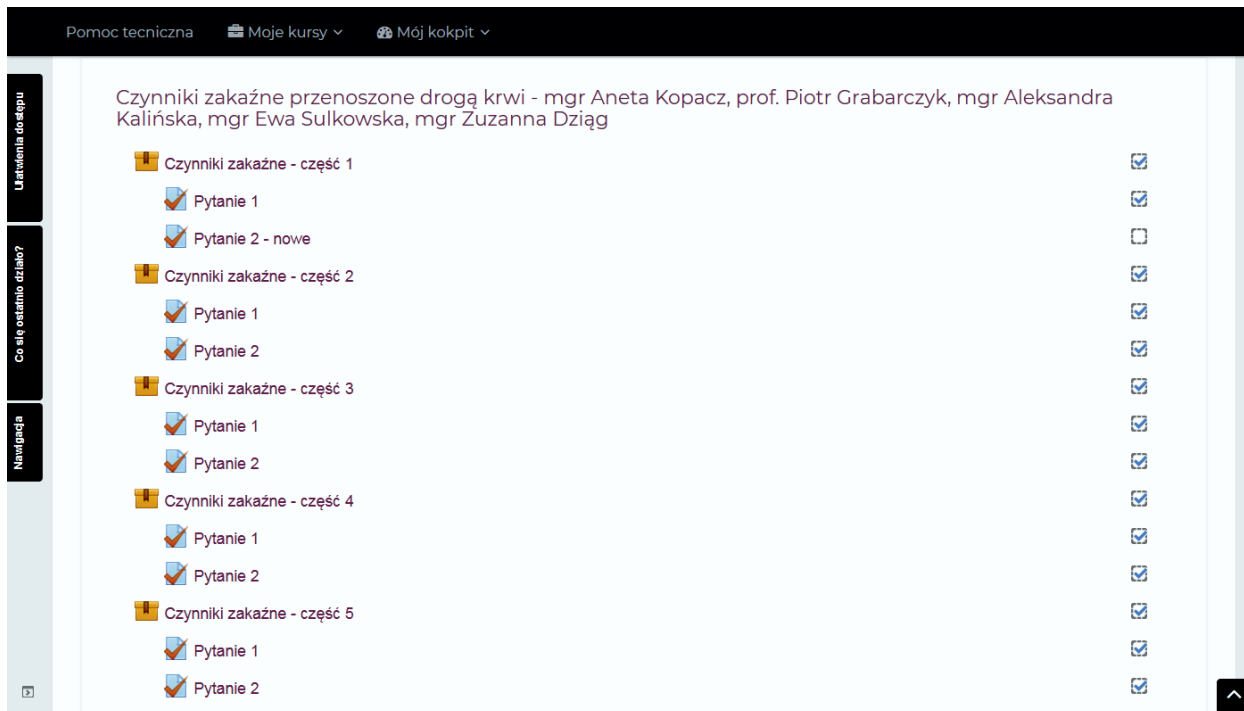 Pomoc tecniczna Moje kursy Mój kokpit
Ułatwienia dostępu
Co się ostatnio działo?
Nawigacja
Czynniki zakaźne przenoszone drogą krwi - mgr Aneta Kopacz, prof. Piotr Grabarczyk, mgr Aleksandra
Kalińska, mgr Ewa Sulkowska, mgr Zuzanna Dziąg
Czynniki zakaźne - część 1
Pytanie 1
Pytanie 2 - nowe
Czynniki zakaźne - część 2
Pytanie 1
Pytanie 2
Czynniki zakaźne - część 3
Pytanie 1
Pytanie 2
Czynniki zakaźne - część 4
Pytanie 1
Pytanie 2
Czynniki zakaźne - część 5
Pytanie 1
Pytanie 2